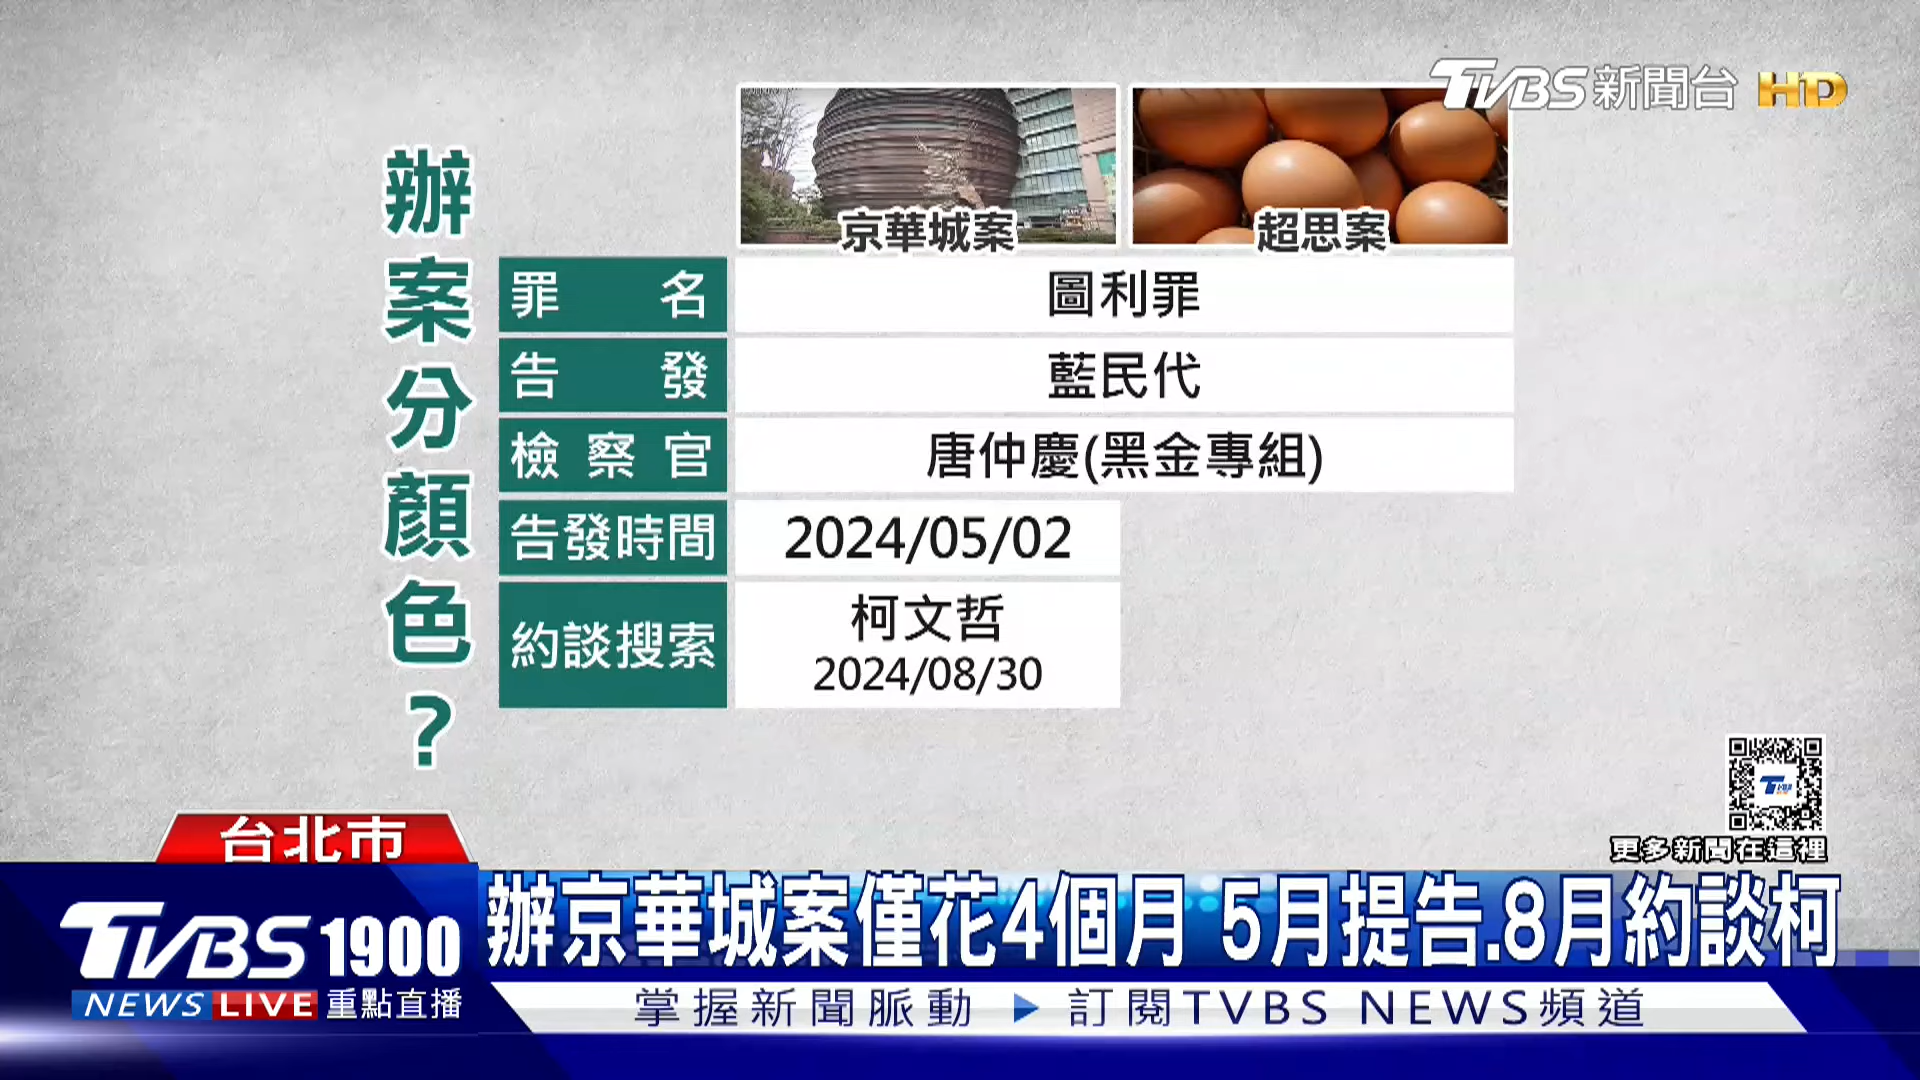 TVBS新聞台 HD
辦案分顏色？
京華城案 超思案
罪名 圖利罪
告發 藍民代
檢察官 唐仲慶(黑金專組)
告發時間 2024/05/02
約談搜索 柯文哲
2024/08/30
更多新聞在這裡
台北市
辦京華城案僅花4個月 5月提告.8月約談柯
TVBS 1900
NEWS LIVE 重點直播
掌握新聞脈動 ▶ 訂閱TVBS NEWS頻道